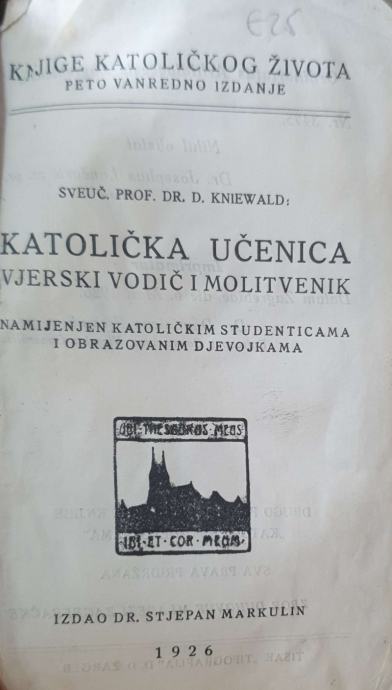 E25
KNJIGE KATOLIČKOG ŽIVOTA
PETO VANREDNO IZDANJE
SVEUČ. PROF. DR. D. KNIEWALD:
KATOLIČKA UČENICA
VJERSKI VODIČ I MOLITVENIK
NAMIJENJEN KATOLIČKIM STUDENTICAMA
I OBRAZOVANIM DJEVOJKAMA
UBI·THESAURUS·MEUS
IBI·ET·COR·MEUM
IZDAO DR. STJEPAN MARKULIN
1926